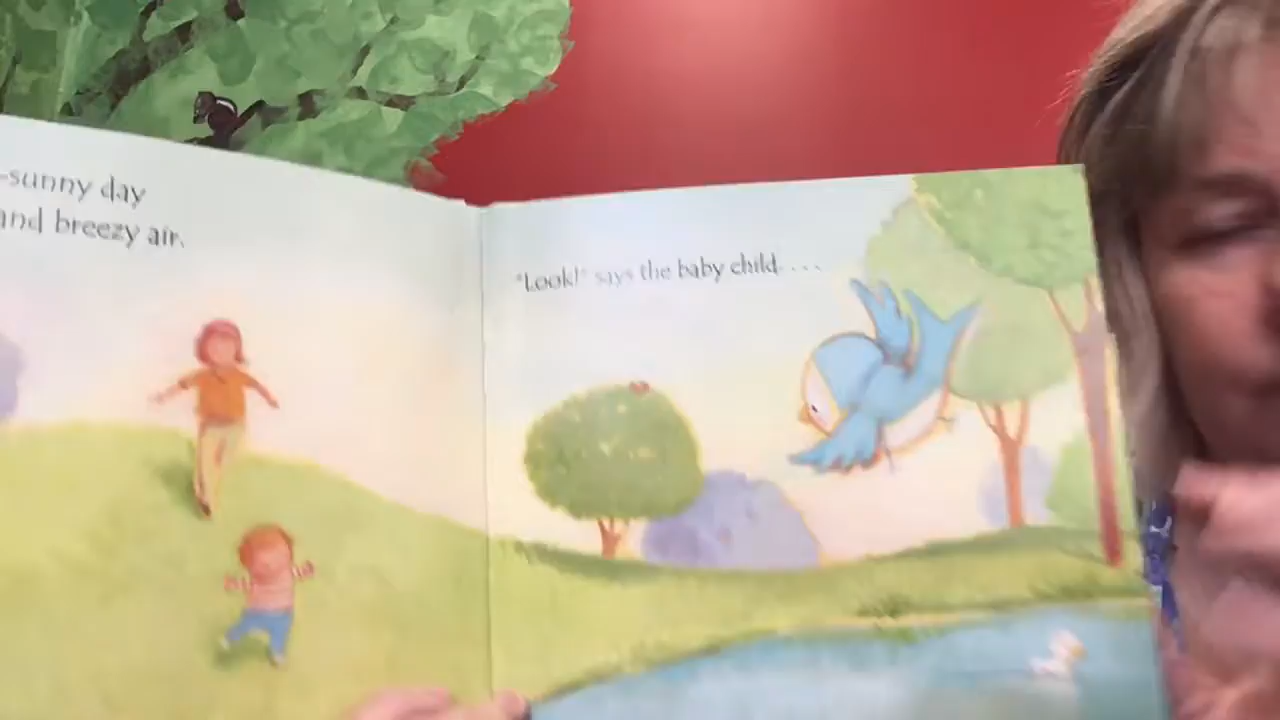 -sunny day
and breezy air.
"Look!" says the baby child. . . .